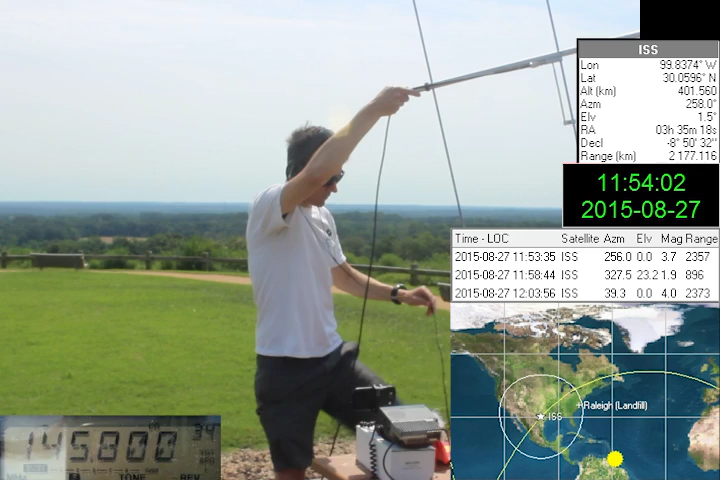 ISS
Lon 99.8374° W
Lat 30.0596° N
Alt (km) 401.560
Azm 258.0°
Elv 1.5°
RA 03h 35m 18s
Decl -8° 50' 32"
Range (km) 2 177.116
11:54:02
2015-08-27
Time - LOC Satellite Azm Elv Mag Range
2015-08-27 11:53:35 ISS 256.0 0.0 3.7 2357
2015-08-27 11:58:44 ISS 327.5 23.2 1.9 896
2015-08-27 12:03:56 ISS 39.3 0.0 4.0 2373
Raleigh (Landfill)
ISS
145.800 34
TONE REV